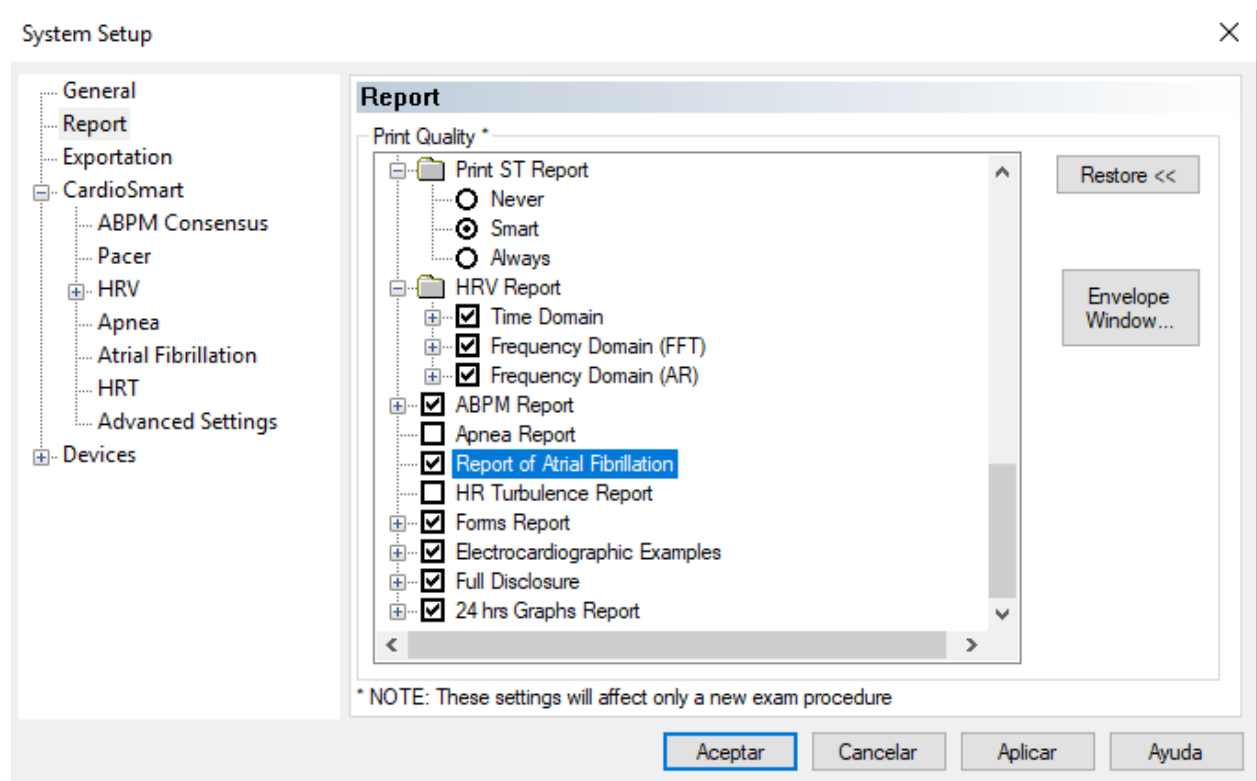 System Setup
General
Report
Exportation
CardioSmart
ABPM Consensus
Pacer
HRV
Apnea
Atrial Fibrillation
HRT
Advanced Settings
Devices
Report
Print Quality *
Print ST Report
Never
Smart
Always
HRV Report
Time Domain
Frequency Domain (FFT)
Frequency Domain (AR)
ABPM Report
Apnea Report
Report of Atrial Fibrillation
HR Turbulence Report
Forms Report
Electrocardiographic Examples
Full Disclosure
24 hrs Graphs Report
Restore <<
Envelope
Window...
* NOTE: These settings will affect only a new exam procedure
Aceptar Cancelar Aplicar Ayuda